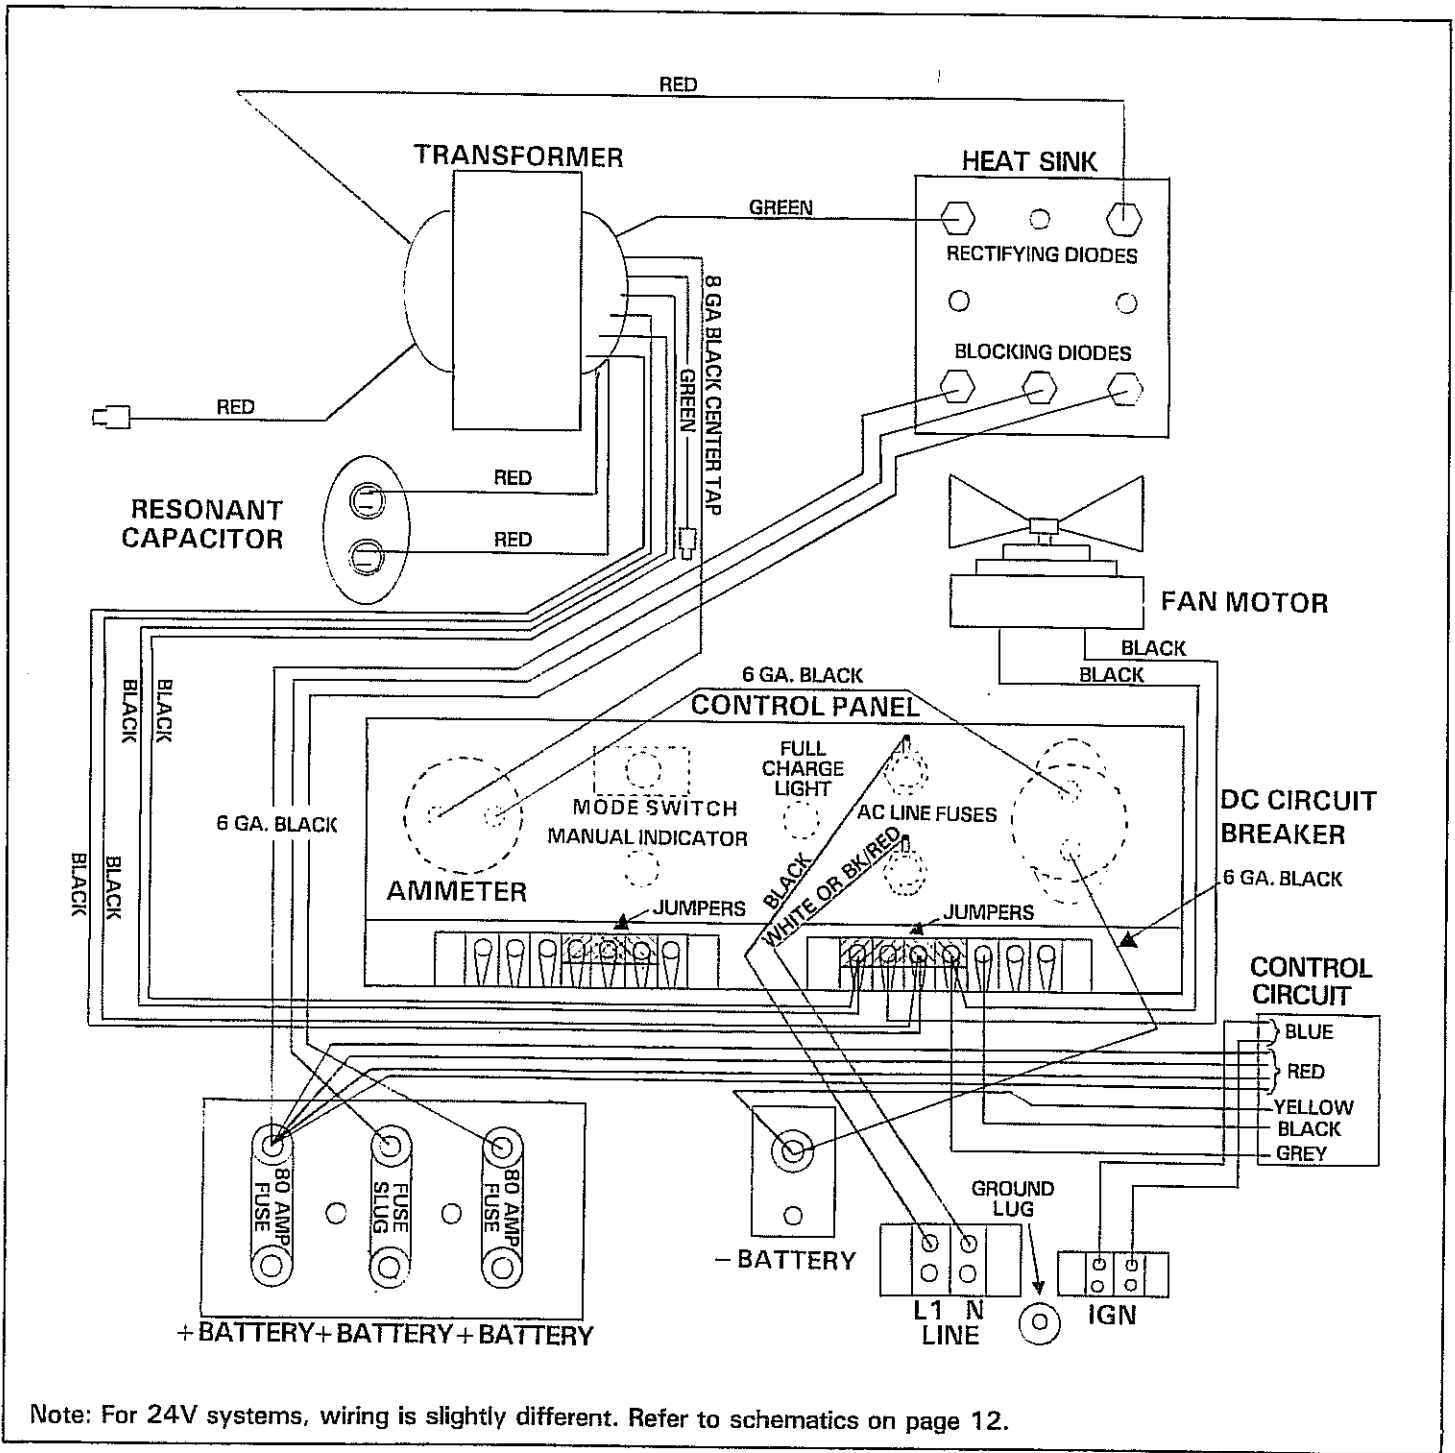 RED
TRANSFORMER
HEAT SINK
GREEN
RECTIFYING DIODES
8 GA BLACK CENTER TAP
BLOCKING DIODES
GREEN
RED
RED
RESONANT
CAPACITOR
RED
FAN MOTOR
BLACK
BLACK
6 GA. BLACK
CONTROL PANEL
BLACK
BLACK
FULL
CHARGE
LIGHT
MODE SWITCH
AC LINE FUSES
DC CIRCUIT
BREAKER
6 GA. BLACK
MANUAL INDICATOR
BLACK
WHITE OR BK/RED
BLACK
BLACK
AMMETER
6 GA. BLACK
JUMPERS
JUMPERS
CONTROL
CIRCUIT
BLUE
RED
YELLOW
BLACK
GREY
80 AMP
FUSE
FUSE
SLUG
80 AMP
FUSE
GROUND
LUG
– BATTERY
L1 N
LINE
IGN
+BATTERY+BATTERY+BATTERY
Note: For 24V systems, wiring is slightly different. Refer to schematics on page 12.